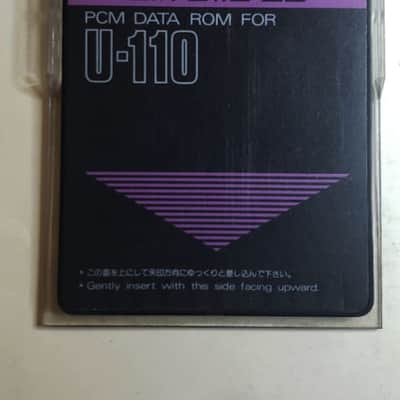 PCM DATA ROM FOR
U-110
* この面を上にして矢印方向にゆっくりと差し込んで下さい。
* Gently insert with this side facing upward.